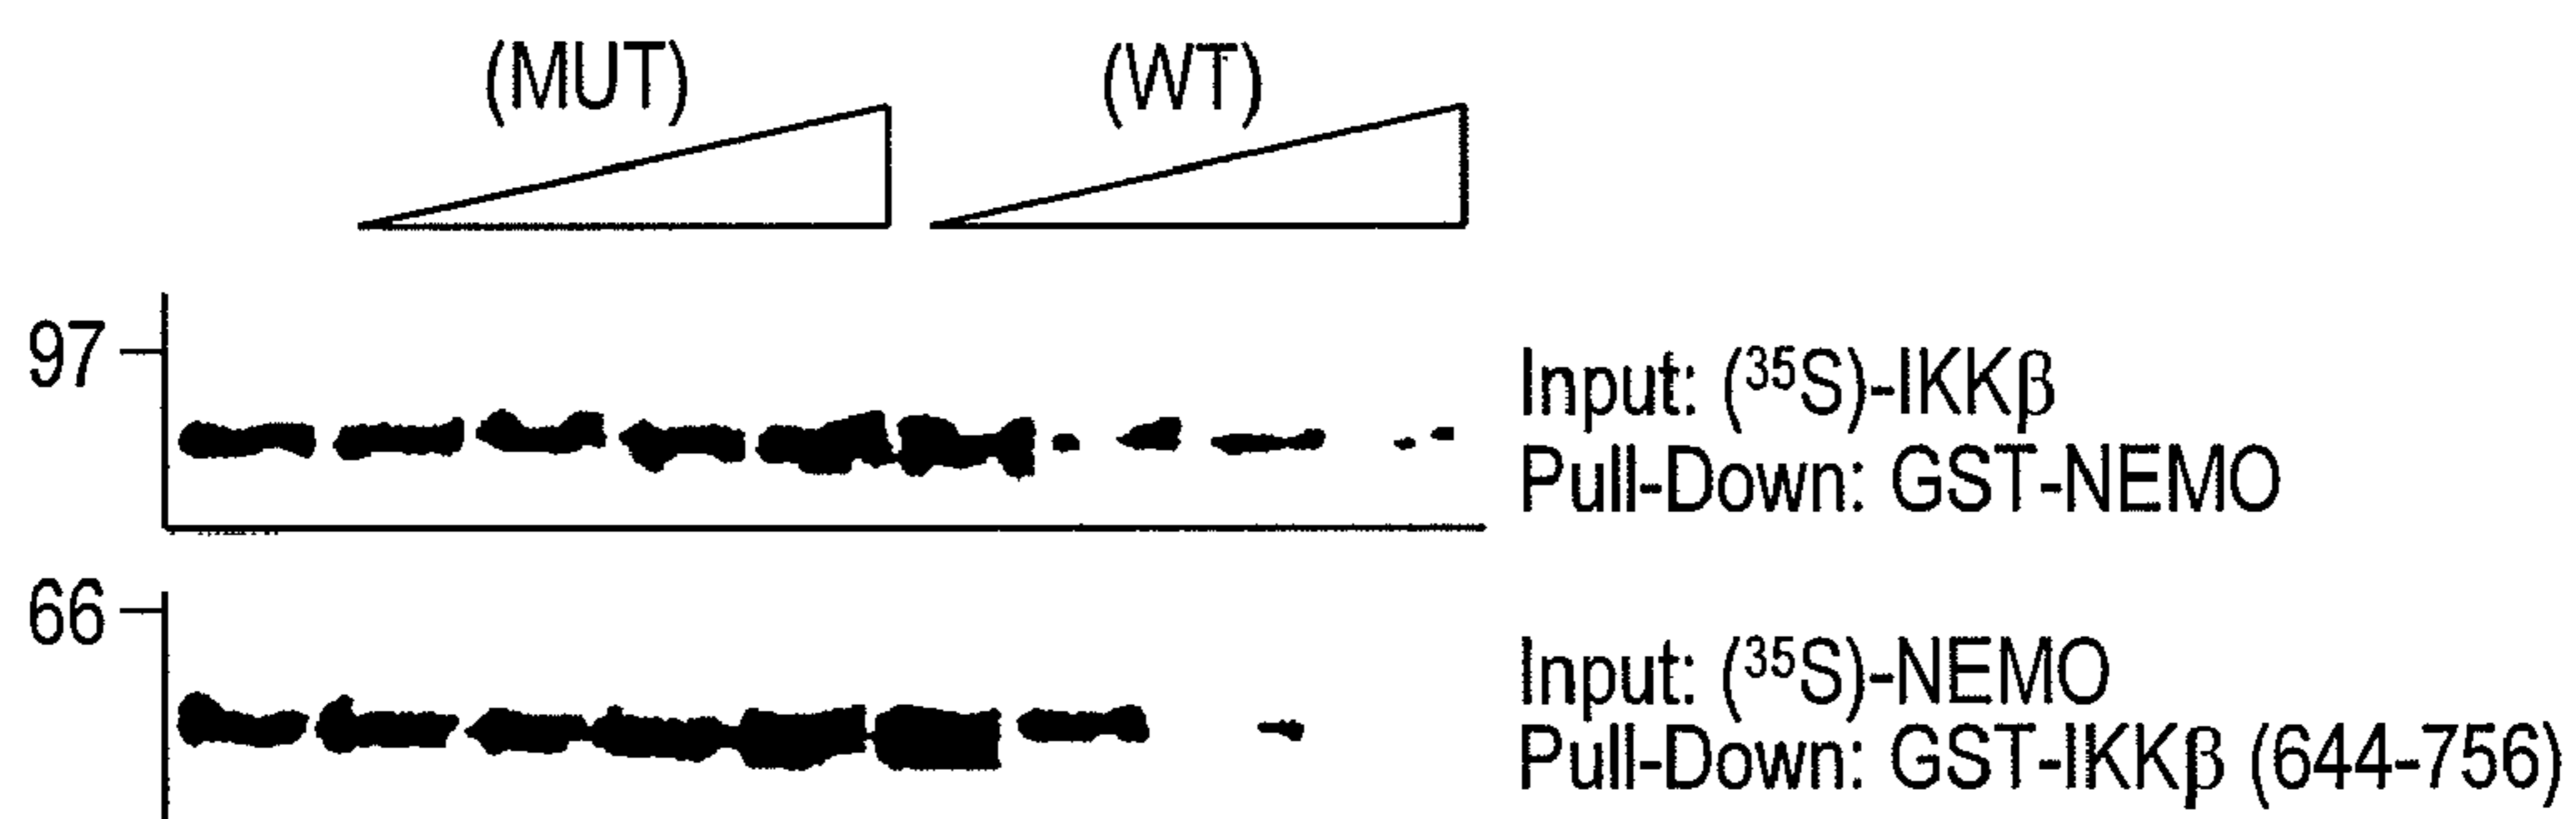 (MUT) (WT)
97
Input: (³⁵S)-IKKβ
Pull-Down: GST-NEMO
66
Input: (³⁵S)-NEMO
Pull-Down: GST-IKKβ (644-756)